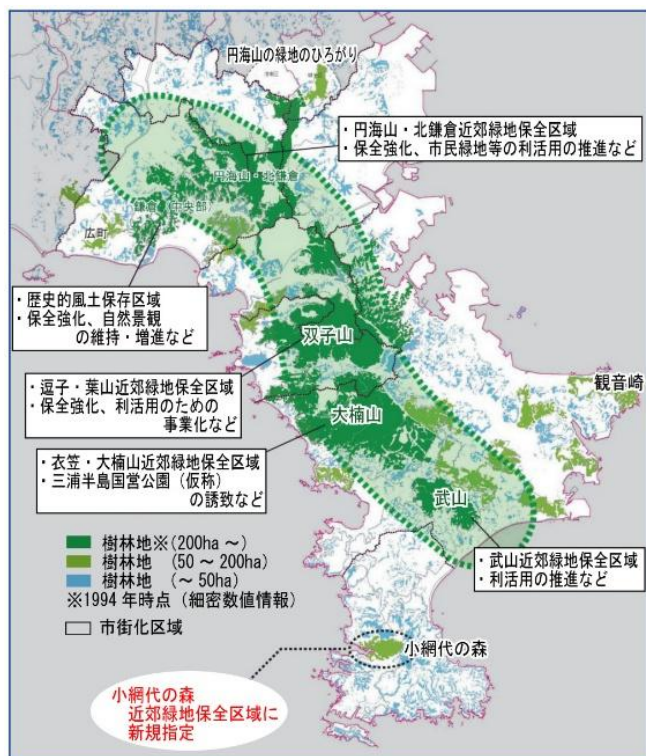 円海山の緑地のひろがり
・円海山・北鎌倉近郊緑地保全区域
・保全強化、市民緑地等の利活用の推進など
円海山・北鎌倉
鎌倉(中央部)
広町
・歴史的風土保存区域
・保全強化、自然景観
の維持・増進など
双子山
観音崎
・逗子・葉山近郊緑地保全区域
・保全強化、利活用のための
事業化など
大楠山
・衣笠・大楠山近郊緑地保全区域
・三浦半島国営公園(仮称)
の誘致など
武山
・武山近郊緑地保全区域
・利活用の推進など
樹林地※(200ha ~)
樹林地 (50 ~ 200ha)
樹林地 (~ 50ha)
※1994 年時点(細密数値情報)
市街化区域
小網代の森
小網代の森
近郊緑地保全区域に
新規指定